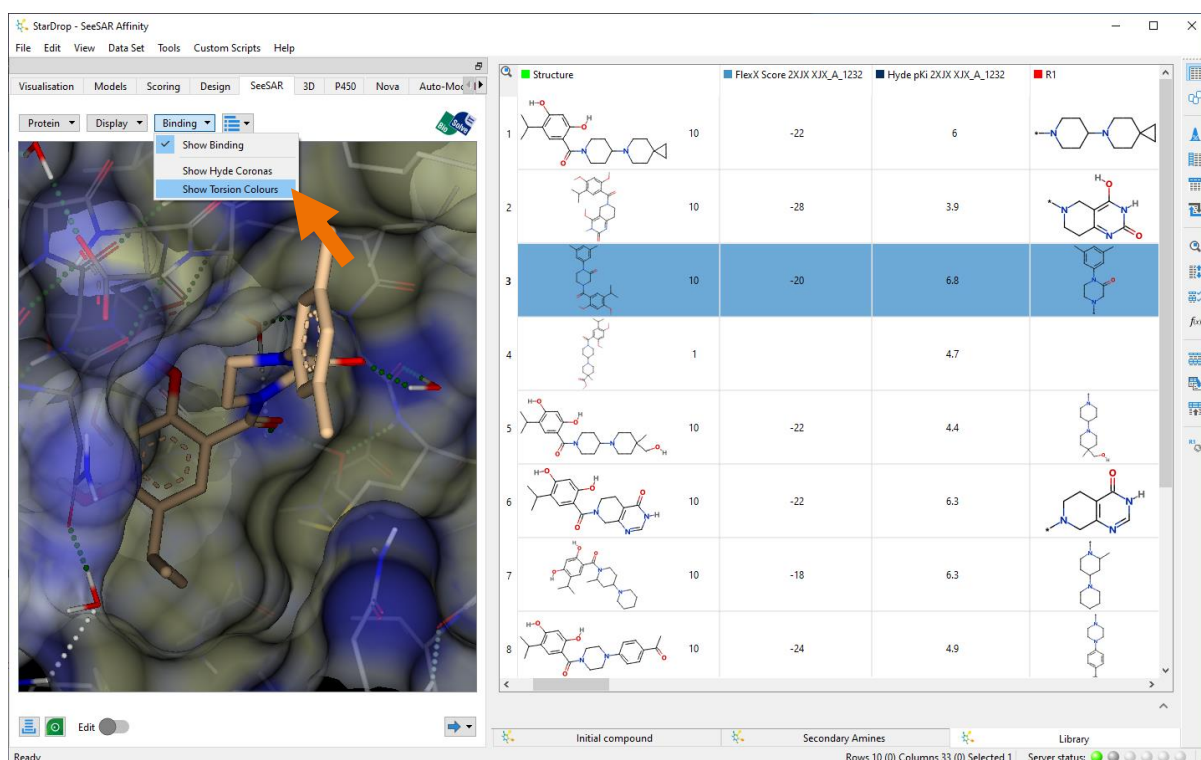 StarDrop - SeeSAR Affinity
File Edit View Data Set Tools Custom Scripts Help
Visualisation Models Scoring Design SeeSAR 3D P450 Nova
Protein Display Binding
Bio Solve
Show Binding
Show Hyde Coronas
Show Torsion Colours
Edit
Structure FlexX Score 2XJX XJX_A_1232 Hyde pKi 2XJX XJX_A_1232 R1
1 10 -22 6
2 10 -28 3.9
3 10 -20 6.8
4 1 4.7
5 10 -22 4.4
6 10 -22 6.3
7 10 -18 6.3
8 10 -24 4.9
Initial compound Secondary Amines Library
Ready Rows 10 (0) Columns 33 (0) Selected 1 Server status: